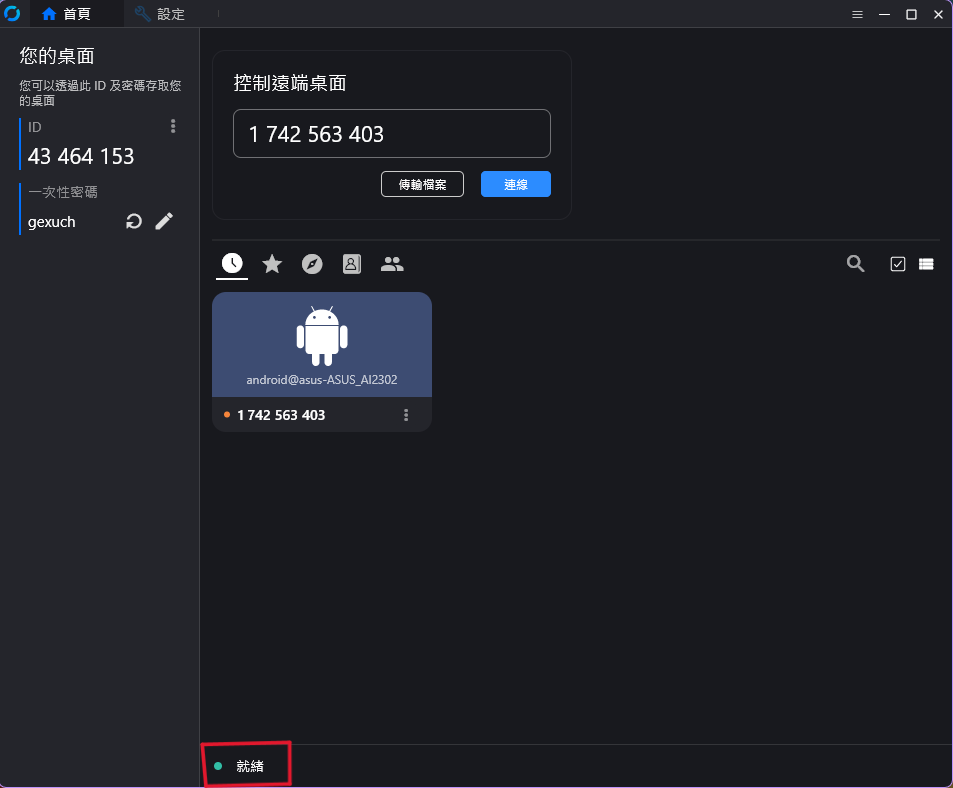 首頁
設定
您的桌面
您可以透過此 ID 及密碼存取您
的桌面
ID
43 464 153
一次性密碼
gexuch
控制遠端桌面
1 742 563 403
傳輸檔案
連線
android@asus-ASUS_AI2302
1 742 563 403
就緒